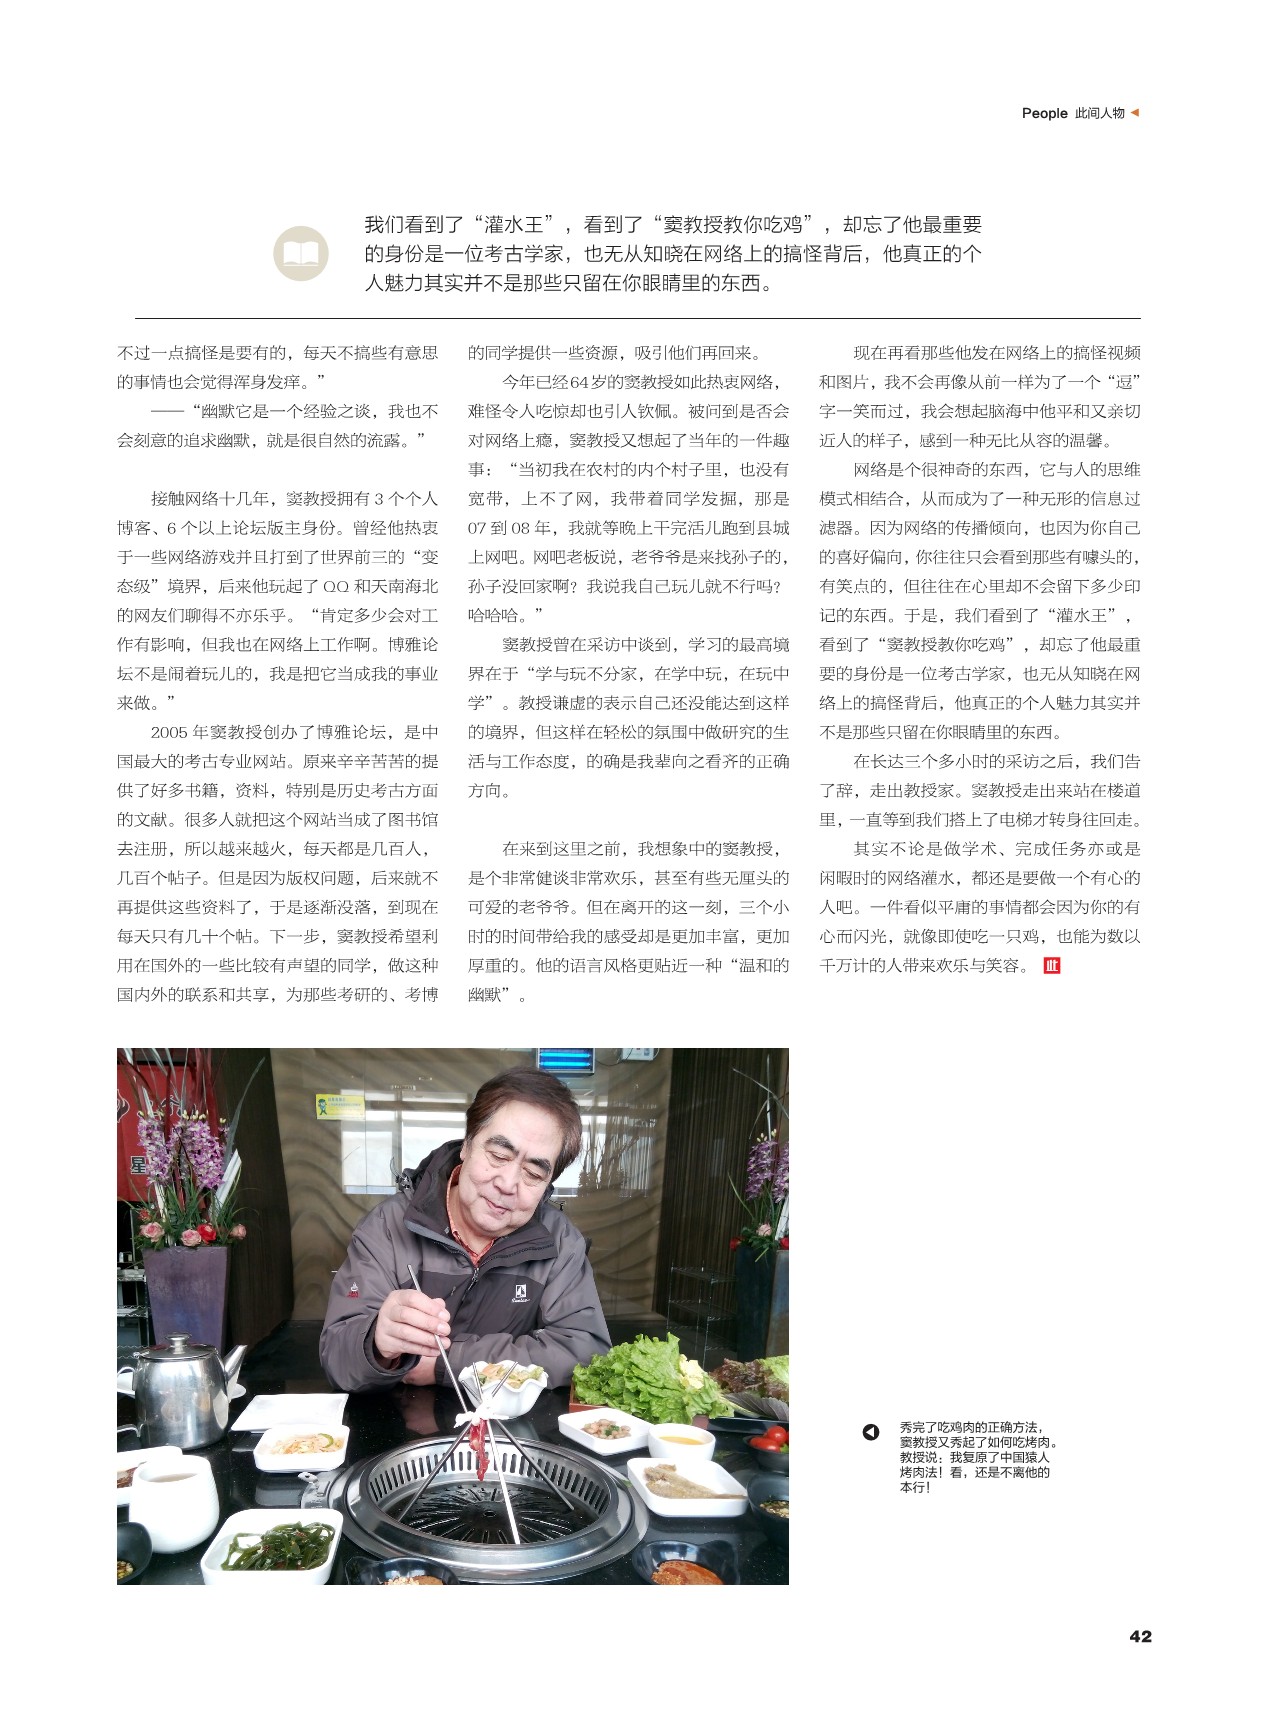 People 此间人物
我们看到了“灌水王”，看到了“窦教授教你吃鸡”，却忘了他最重要
的身份是一位考古学家，也无从知晓在网络上的搞怪背后，他真正的个
人魅力其实并不是那些只留在你眼睛里的东西。
不过一点搞怪是要有的，每天不搞些有意思
的事情也会觉得浑身发痒。”
——“幽默它是一个经验之谈，我也不
会刻意的追求幽默，就是很自然的流露。”
接触网络十几年，窦教授拥有 3 个个人
博客、6 个以上论坛版主身份。曾经他热衷
于一些网络游戏并且打到了世界前三的“变
态级”境界，后来他玩起了 QQ 和天南海北
的网友们聊得不亦乐乎。“肯定多少会对工
作有影响，但我也在网络上工作啊。博雅论
坛不是闹着玩儿的，我是把它当成我的事业
来做。”
2005 年窦教授创办了博雅论坛，是中
国最大的考古专业网站。原来辛辛苦苦的提
供了好多书籍，资料，特别是历史考古方面
的文献。很多人就把这个网站当成了图书馆
去注册，所以越来越火，每天都是几百人，
几百个帖子。但是因为版权问题，后来就不
再提供这些资料了，于是逐渐没落，到现在
每天只有几十个帖。下一步，窦教授希望利
用在国外的一些比较有声望的同学，做这种
国内外的联系和共享，为那些考研的、考博
的同学提供一些资源，吸引他们再回来。
今年已经64岁的窦教授如此热衷网络，
难怪令人吃惊却也引人钦佩。被问到是否会
对网络上瘾，窦教授又想起了当年的一件趣
事：“当初我在农村的内个村子里，也没有
宽带，上不了网，我带着同学发掘，那是
07 到 08 年，我就等晚上干完活儿跑到县城
上网吧。网吧老板说，老爷爷是来找孙子的，
孙子没回家啊？我说我自己玩儿就不行吗？
哈哈哈。”
窦教授曾在采访中谈到，学习的最高境
界在于“学与玩不分家，在学中玩，在玩中
学”。教授谦虚的表示自己还没能达到这样
的境界，但这样在轻松的氛围中做研究的生
活与工作态度，的确是我辈向之看齐的正确
方向。
在来到这里之前，我想象中的窦教授，
是个非常健谈非常欢乐，甚至有些无厘头的
可爱的老爷爷。但在离开的这一刻，三个小
时的时间带给我的感受却是更加丰富，更加
厚重的。他的语言风格更贴近一种“温和的
幽默”。
现在再看那些他发在网络上的搞怪视频
和图片，我不会再像从前一样为了一个“逗”
字一笑而过，我会想起脑海中他平和又亲切
近人的样子，感到一种无比从容的温馨。
网络是个很神奇的东西，它与人的思维
模式相结合，从而成为了一种无形的信息过
滤器。因为网络的传播倾向，也因为你自己
的喜好偏向，你往往只会看到那些有噱头的，
有笑点的，但往往在心里却不会留下多少印
记的东西。于是，我们看到了“灌水王”，
看到了“窦教授教你吃鸡”，却忘了他最重
要的身份是一位考古学家，也无从知晓在网
络上的搞怪背后，他真正的个人魅力其实并
不是那些只留在你眼睛里的东西。
在长达三个多小时的采访之后，我们告
了辞，走出教授家。窦教授走出来站在楼道
里，一直等到我们搭上了电梯才转身往回走。
其实不论是做学术、完成任务亦或是
闲暇时的网络灌水，都还是要做一个有心的
人吧。一件看似平庸的事情都会因为你的有
心而闪光，就像即使吃一只鸡，也能为数以
千万计的人带来欢乐与笑容。
星
秀完了吃鸡肉的正确方法，
窦教授又秀起了如何吃烤肉。
教授说：我复原了中国猿人
烤肉法！看，还是不离他的
本行！
42